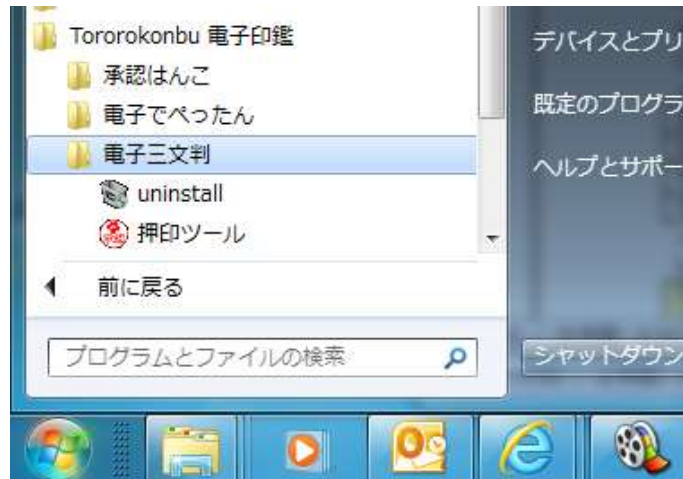 Tororokonbu 電子印鑑
承認はんこ
電子でぺったん
電子三文判
uninstall
押印ツール
前に戻る
プログラムとファイルの検索
デバイスとプリ
既定のプログラ
ヘルプとサポー
シャットダウン